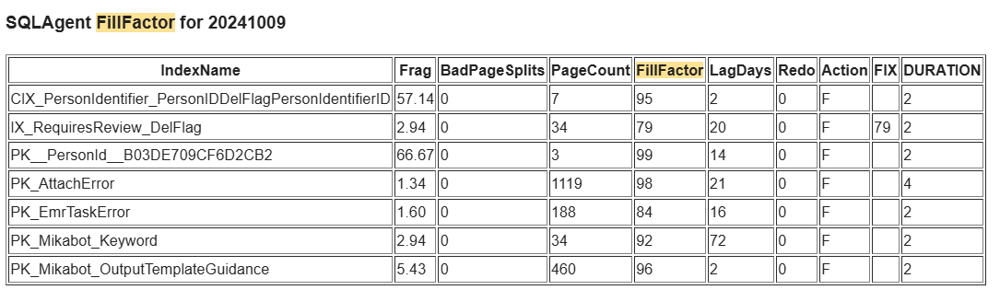 SQLAgent FillFactor for 20241009
IndexName Frag BadPageSplits PageCount FillFactor LagDays Redo Action FIX DURATION
CIX_PersonIdentifier_PersonIDDelFlagPersonIdentifierID 57.14 0 7 95 2 0 F 2
IX_RequiresReview_DelFlag 2.94 0 34 79 20 0 F 79 2
PK__PersonId__B03DE709CF6D2CB2 66.67 0 3 99 14 0 F 2
PK_AttachError 1.34 0 1119 98 21 0 F 4
PK_EmrTaskError 1.60 0 188 84 16 0 F 2
PK_Mikabot_Keyword 2.94 0 34 92 72 0 F 2
PK_Mikabot_OutputTemplateGuidance 5.43 0 460 96 2 0 F 2